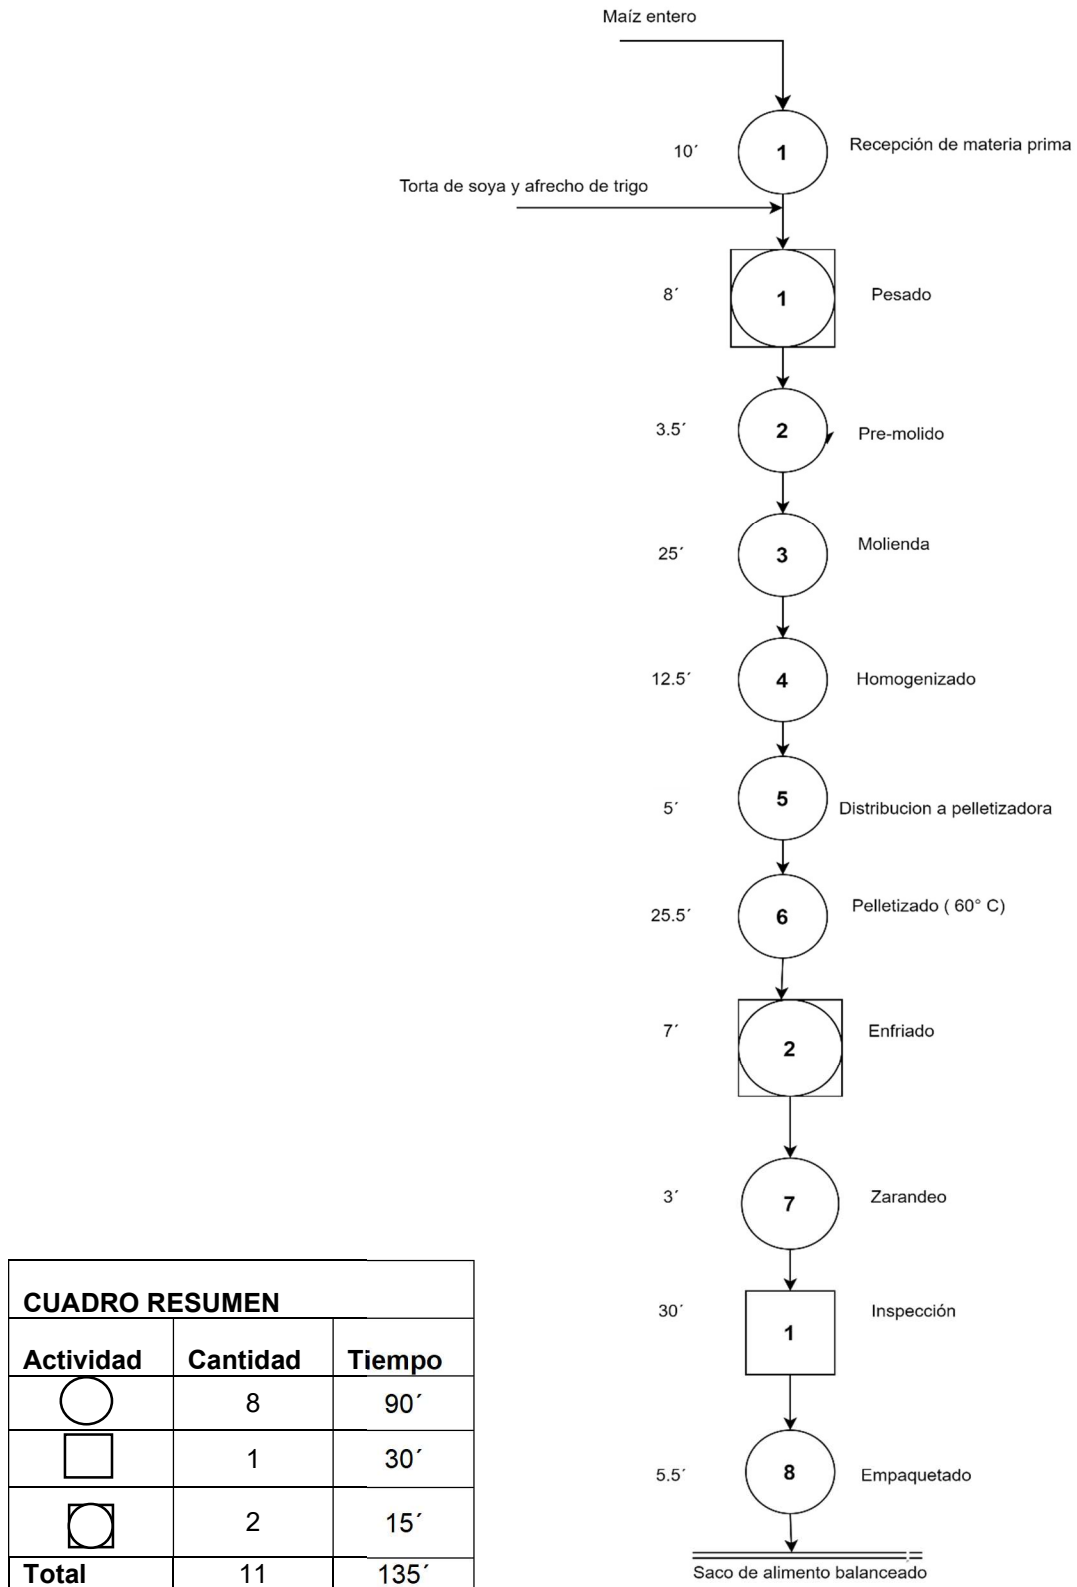 Maíz entero
10´ 1 Recepción de materia prima
Torta de soya y afrecho de trigo
8´ 1 Pesado
3.5´ 2 Pre-molido
25´ 3 Molienda
12.5´ 4 Homogenizado
5´ 5 Distribucion a pelletizadora
25.5´ 6 Pelletizado ( 60° C)
7´ 2 Enfriado
3´ 7 Zarandeo
30´ 1 Inspección
5.5´ 8 Empaquetado
Saco de alimento balanceado
CUADRO RESUMEN
Actividad Cantidad Tiempo
8 90´
1 30´
2 15´
Total 11 135´